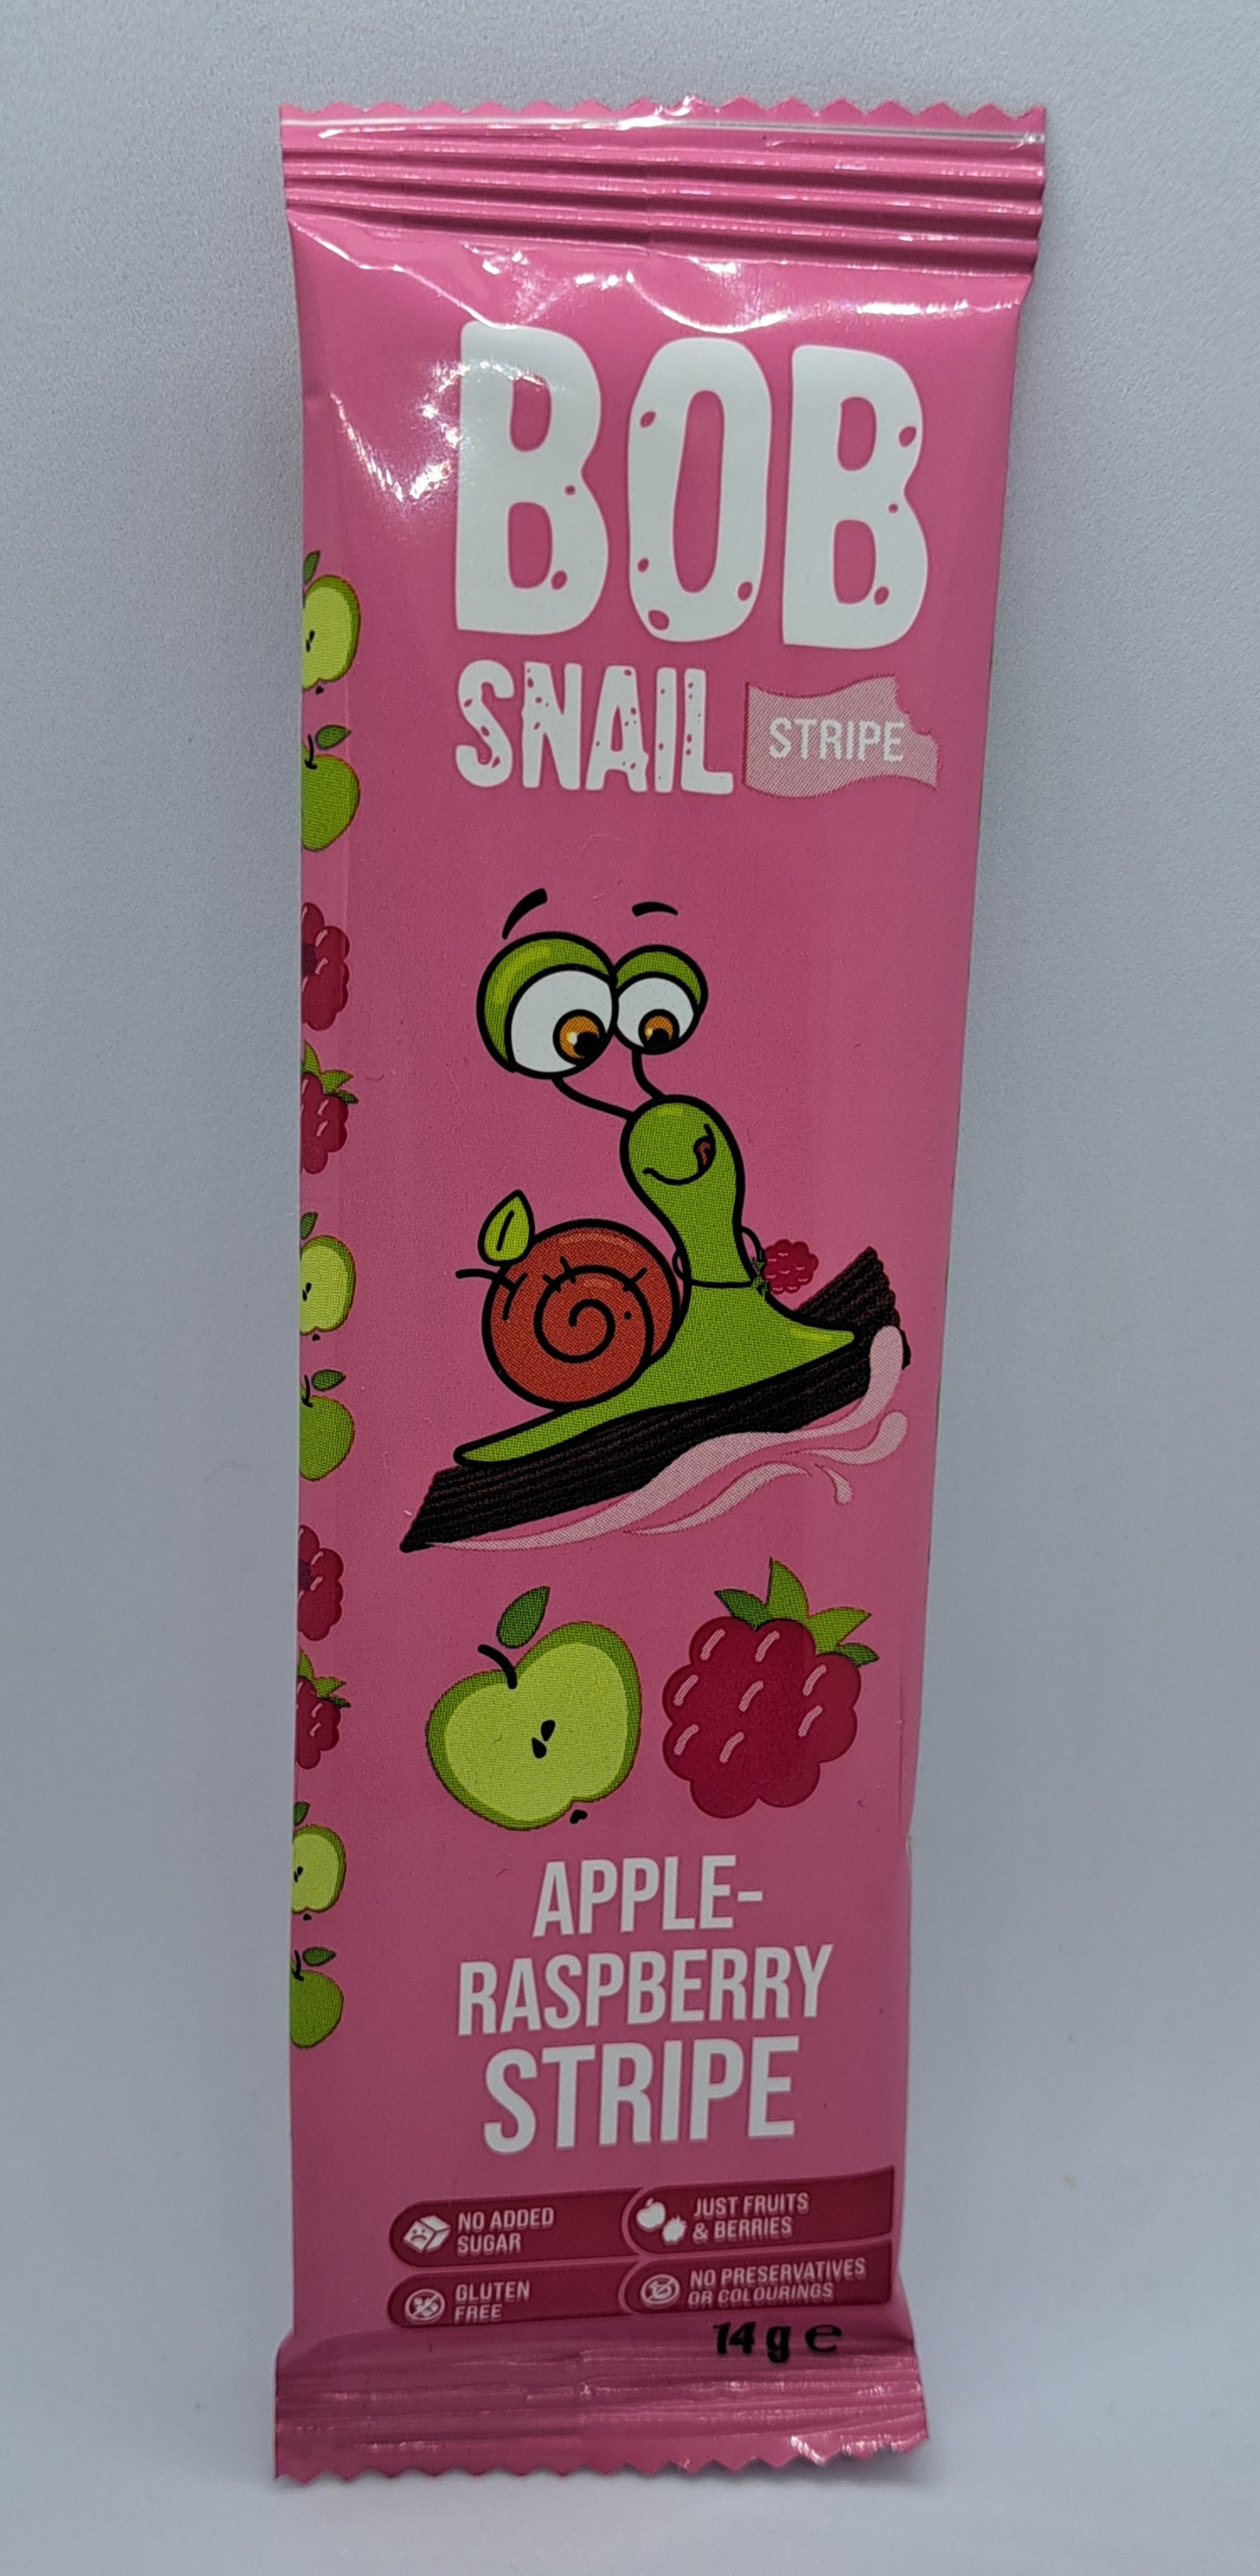 BOB
SNAIL STRIPE
APPLE-
RASPBERRY
STRIPE
NO ADDED
SUGAR
JUST FRUITS
& BERRIES
GLUTEN
FREE
NO PRESERVATIVES
OR COLOURINGS
14 g e